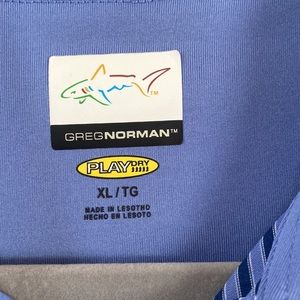 TM
GREGNORMAN™
PLAYDRY
XL / TG
MADE IN LESOTHO
HECHO EN LESOTO